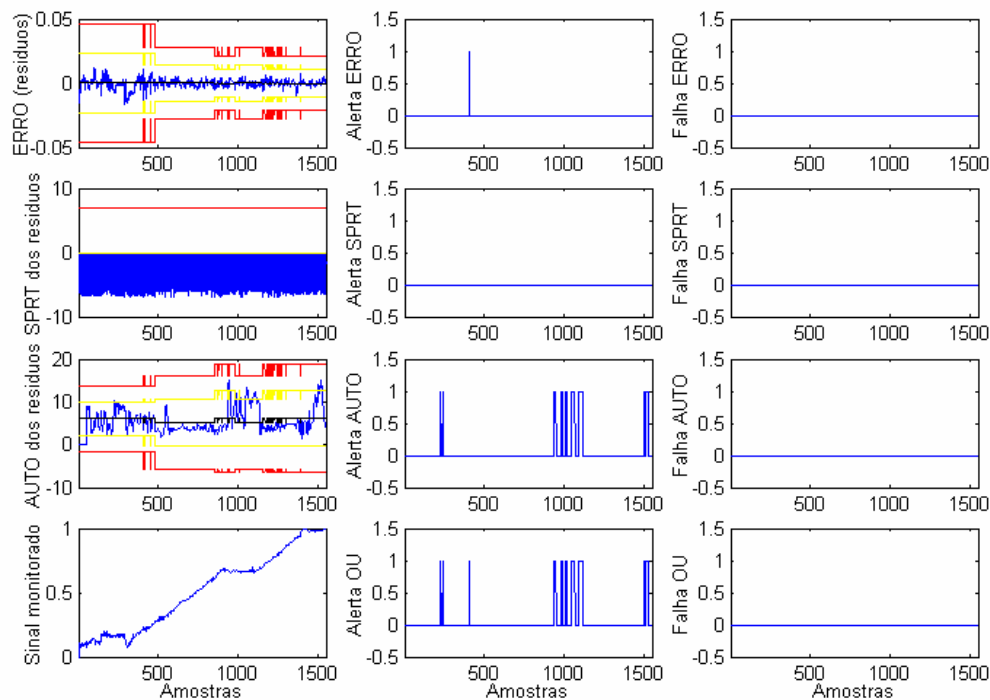 0.05
0
-0.05
ERRO (residuos)
500 1000 1500
1.5
1
0.5
0
-0.5
Alerta ERRO
500 1000 1500
1.5
1
0.5
0
-0.5
Falha ERRO
500 1000 1500
10
0
-10
SPRT dos residuos
500 1000 1500
1.5
1
0.5
0
-0.5
Alerta SPRT
500 1000 1500
1.5
1
0.5
0
-0.5
Falha SPRT
500 1000 1500
20
10
0
-10
AUTO dos residuos
500 1000 1500
1.5
1
0.5
0
-0.5
Alerta AUTO
500 1000 1500
1.5
1
0.5
0
-0.5
Falha AUTO
500 1000 1500
1
0.5
0
Sinal monitorado
500 1000 1500
Amostras
1.5
1
0.5
0
-0.5
Alerta OU
500 1000 1500
Amostras
1.5
1
0.5
0
-0.5
Falha OU
500 1000 1500
Amostras